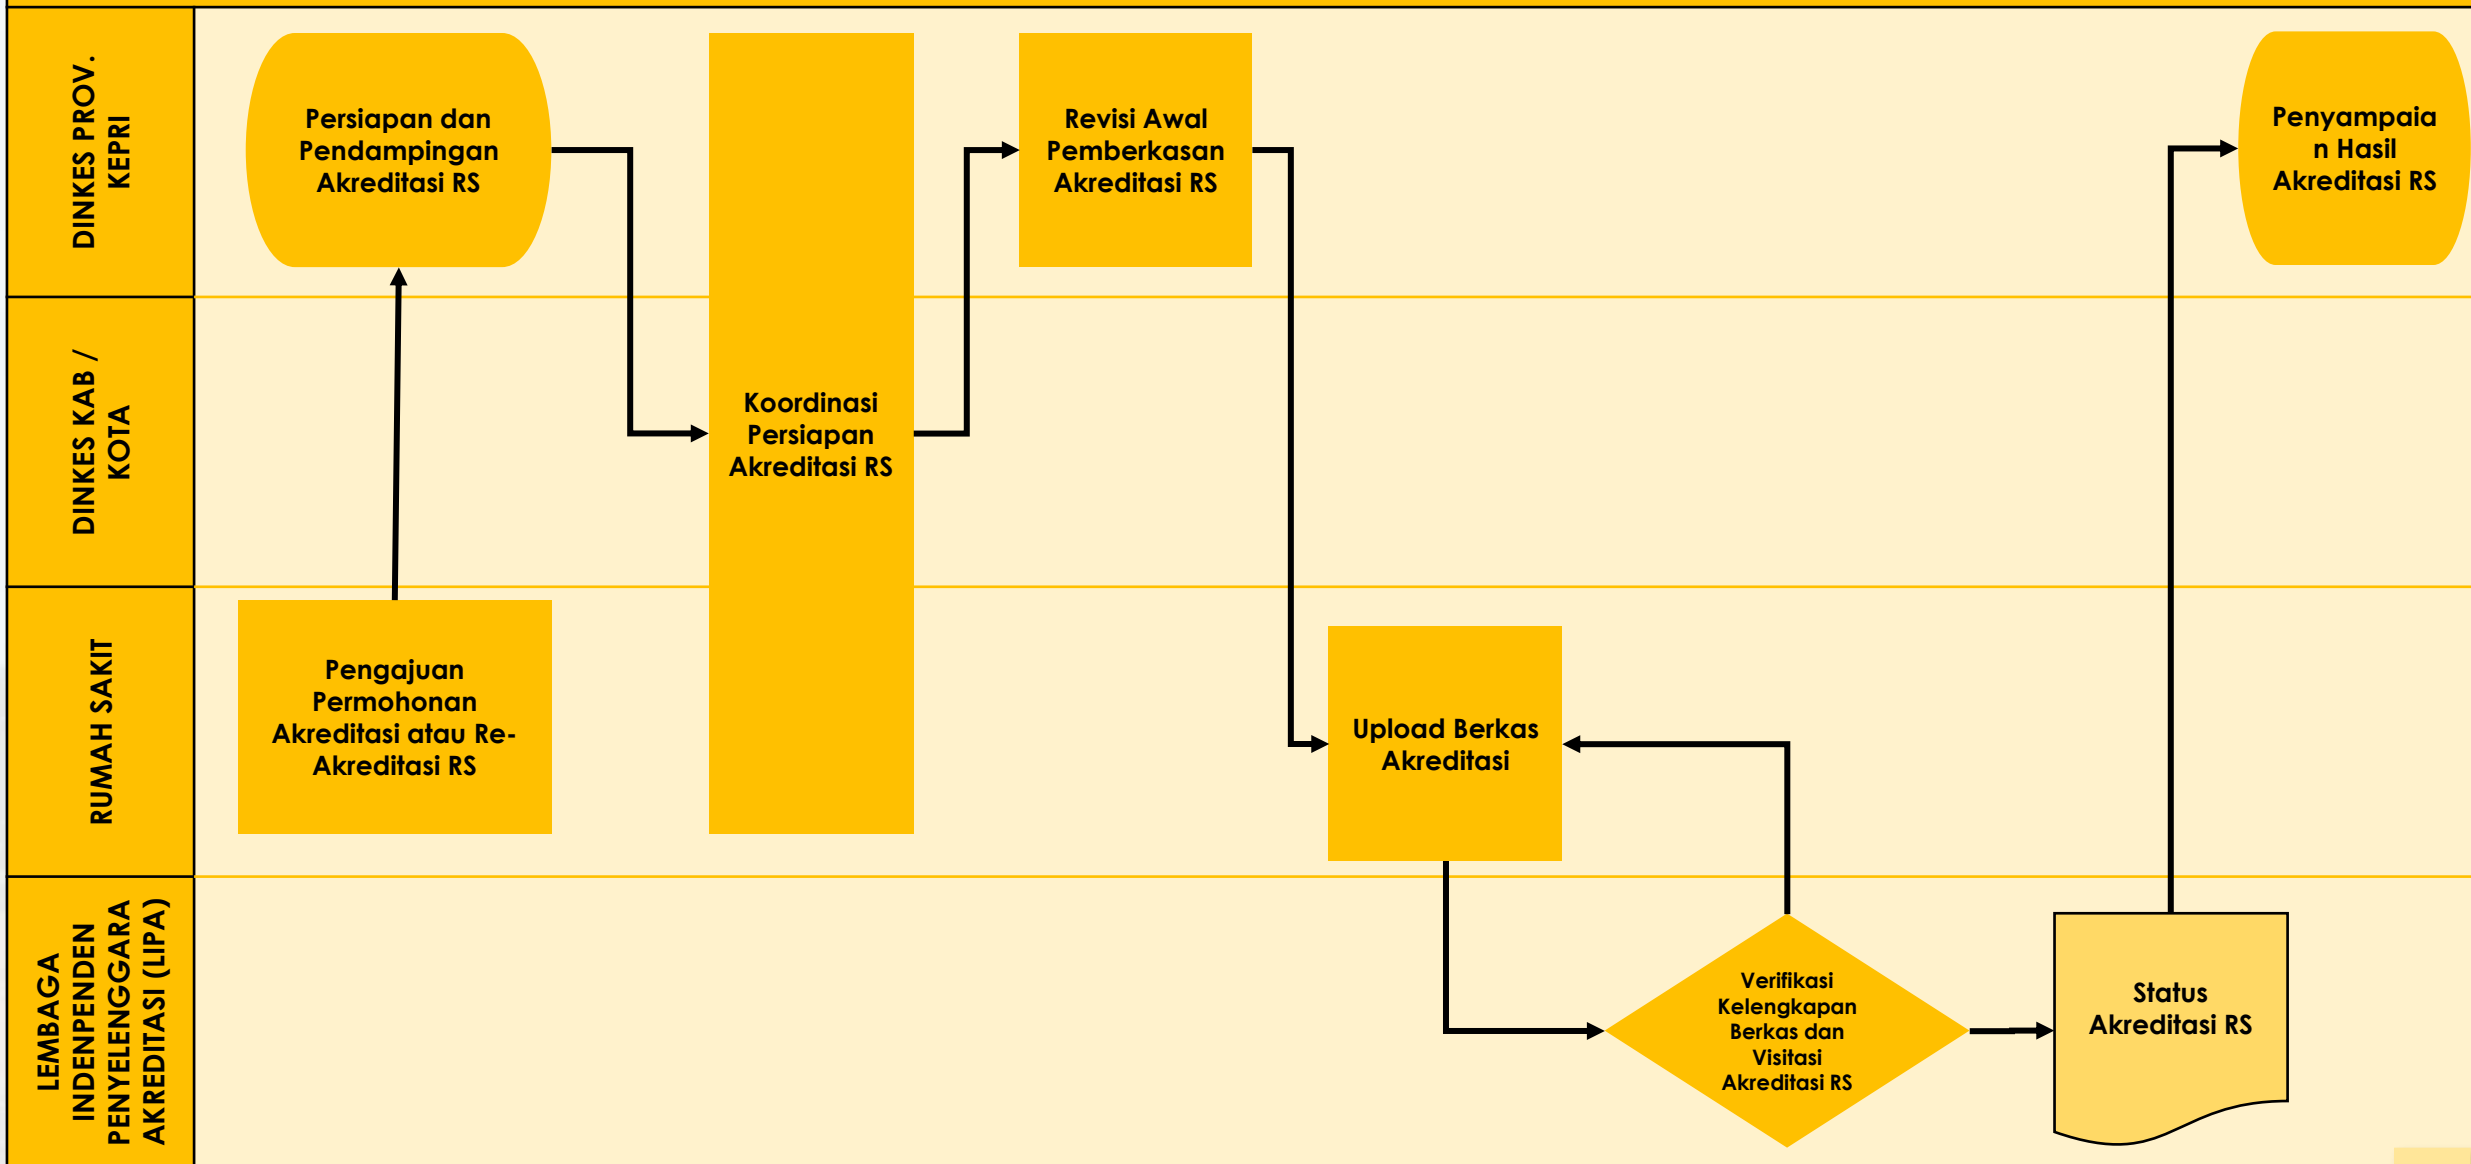 DINKES PROV.
KEPRI
Persiapan dan
Pendampingan
Akreditasi RS
Revisi Awal
Pemberkasan
Akreditasi RS
Penyampaia
n Hasil
Akreditasi RS
DINKES KAB /
KOTA
Koordinasi
Persiapan
Akreditasi RS
RUMAH SAKIT
Pengajuan
Permohonan
Akreditasi atau Re-
Akreditasi RS
Upload Berkas
Akreditasi
LEMBAGA
INDENPENDEN
PENYELENGGARA
AKREDITASI (LIPA)
Verifikasi
Kelengkapan
Berkas dan
Visitasi
Akreditasi RS
Status
Akreditasi RS